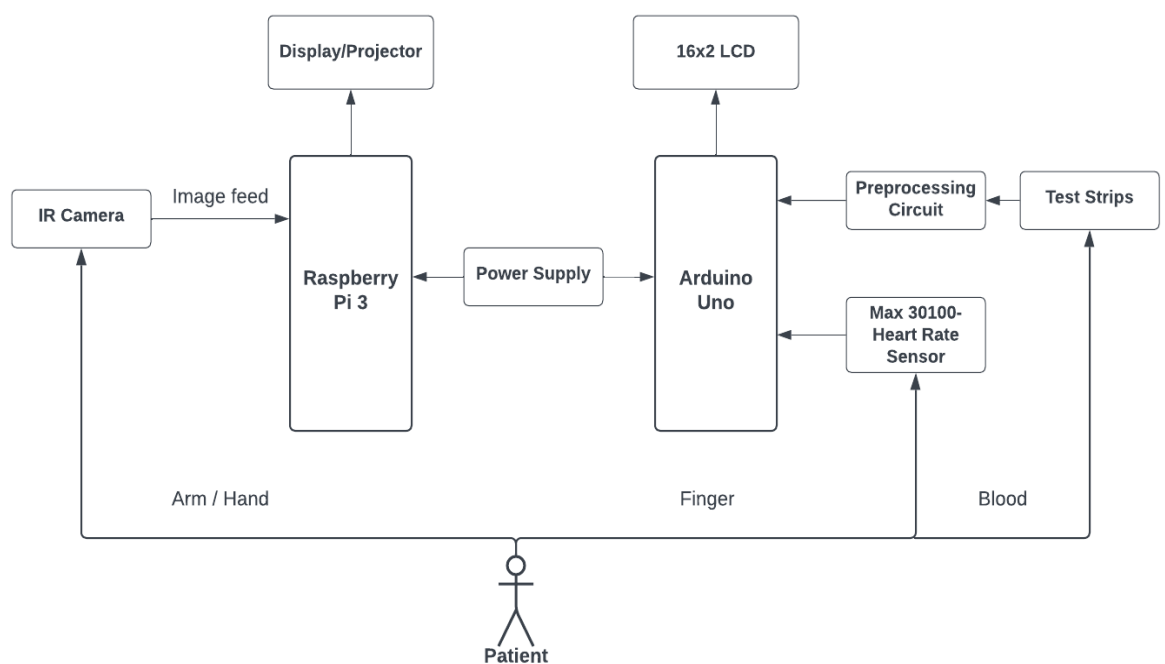 Display/Projector
16x2 LCD
Image feed
IR Camera
Preprocessing
Circuit
Test Strips
Raspberry
Pi 3
Power Supply
Arduino
Uno
Max 30100-
Heart Rate
Sensor
Arm / Hand
Finger
Blood
Patient